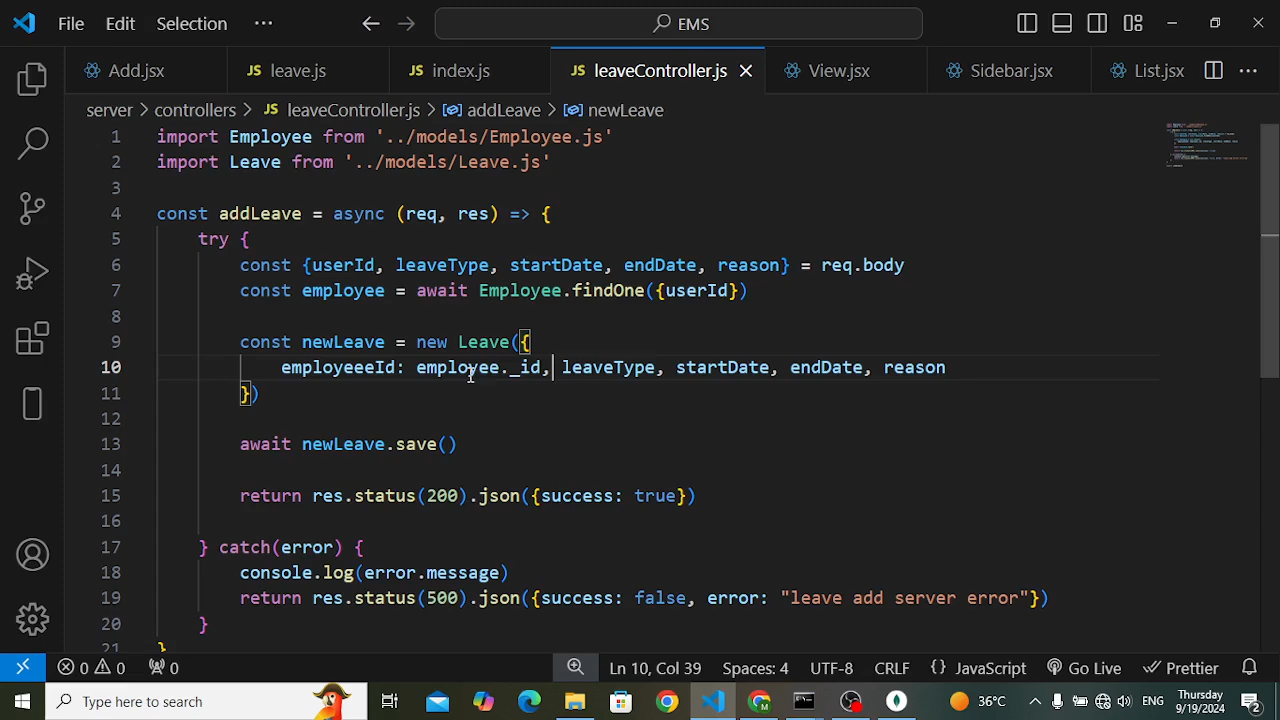 File Edit Selection ··· EMS
Add.jsx leave.js index.js leaveController.js View.jsx Sidebar.jsx List.jsx ···
server > controllers > leaveController.js > addLeave > newLeave
1 import Employee from '../models/Employee.js'
2 import Leave from '../models/Leave.js'
3
4 const addLeave = async (req, res) => {
5 try {
6 const {userId, leaveType, startDate, endDate, reason} = req.body
7 const employee = await Employee.findOne({userId})
8
9 const newLeave = new Leave({
10 employeeeId: employee._id, leaveType, startDate, endDate, reason
11 })
12
13 await newLeave.save()
14
15 return res.status(200).json({success: true})
16
17 } catch(error) {
18 console.log(error.message)
19 return res.status(500).json({success: false, error: "leave add server error"})
20 }
21 }
0 0 0 Ln 10, Col 39 Spaces: 4 UTF-8 CRLF {} JavaScript Go Live Prettier
Type here to search 36°C ENG Thursday 9/19/2024 2